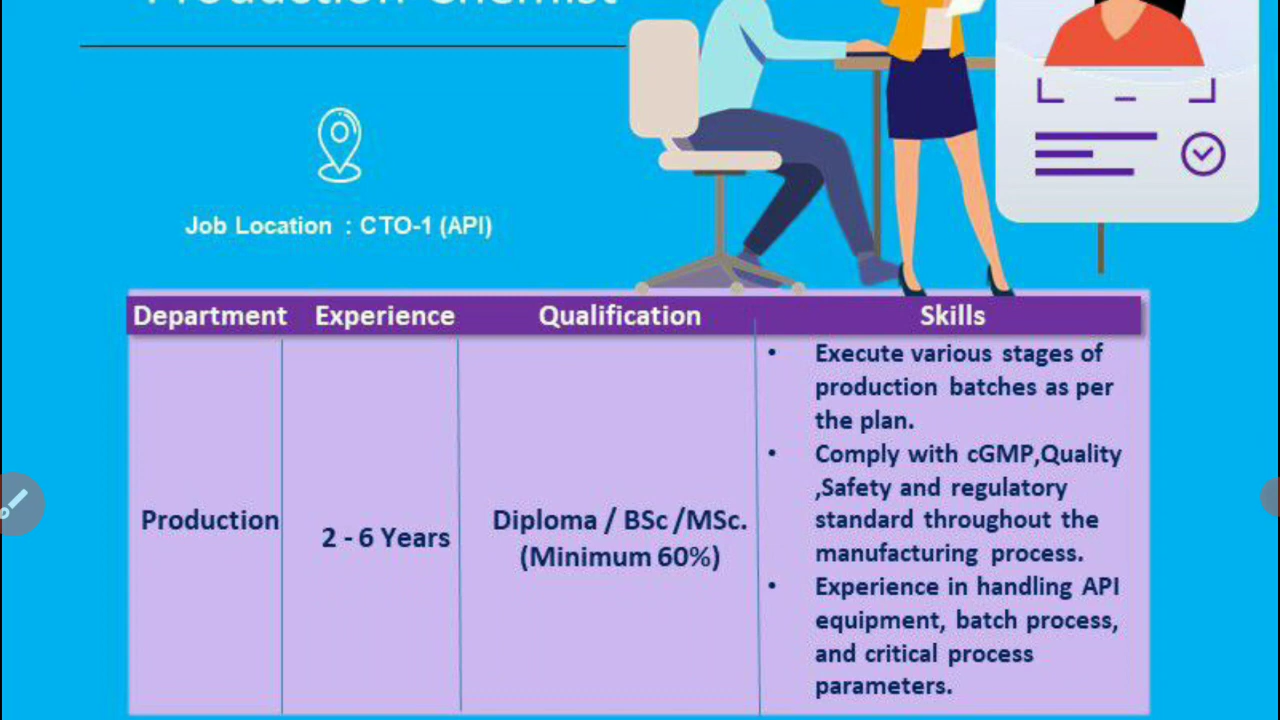 Production Chemist
Job Location : CTO-1 (API)
Department Experience Qualification Skills
• Execute various stages of
production batches as per
the plan.
• Comply with cGMP,Quality
,Safety and regulatory
standard throughout the
manufacturing process.
• Experience in handling API
equipment, batch process,
and critical process
parameters.
Production
2 - 6 Years
Diploma / BSc /MSc.
(Minimum 60%)